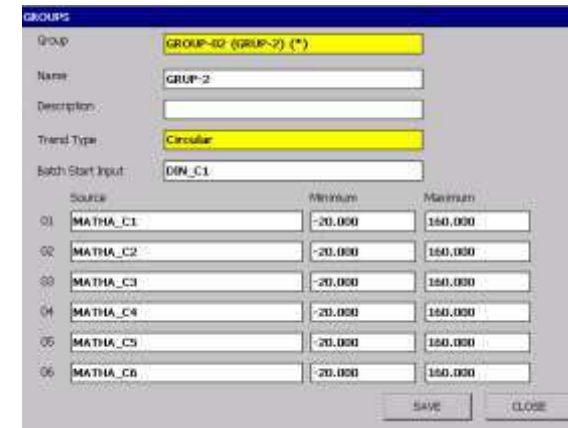 GROUPS
Group GROUP-02 (GRUP-2) (*)
Name GRUP-2
Description
Trend Type Circular
Batch Start Input DIN_C1
Source Minimum Maximum
01 MATHA_C1 -20.000 160.000
02 MATHA_C2 -20.000 160.000
03 MATHA_C3 -20.000 160.000
04 MATHA_C4 -20.000 160.000
05 MATHA_C5 -20.000 160.000
06 MATHA_C6 -20.000 160.000
SAVE CLOSE